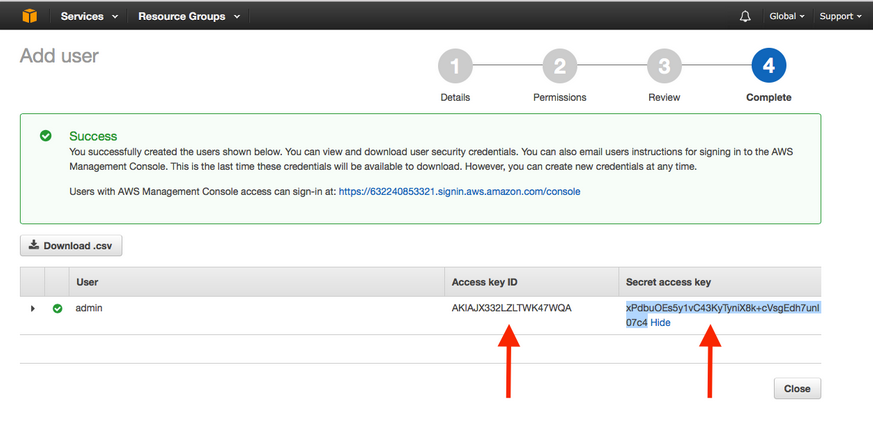 Services
Resource Groups
Global
Support
Add user
1
2
3
4
Details
Permissions
Review
Complete
Success
You successfully created the users shown below. You can view and download user security credentials. You can also email users instructions for signing in to the AWS
Management Console. This is the last time these credentials will be available to download. However, you can create new credentials at any time.
Users with AWS Management Console access can sign-in at: https://632240853321.signin.aws.amazon.com/console
Download .csv
User
Access key ID
Secret access key
admin
AKIAJX332LZLTWK47WQA
xPdbuOEs5y1vC43KyTyniX8k+cVsgEdh7unI
07c4 Hide
Close